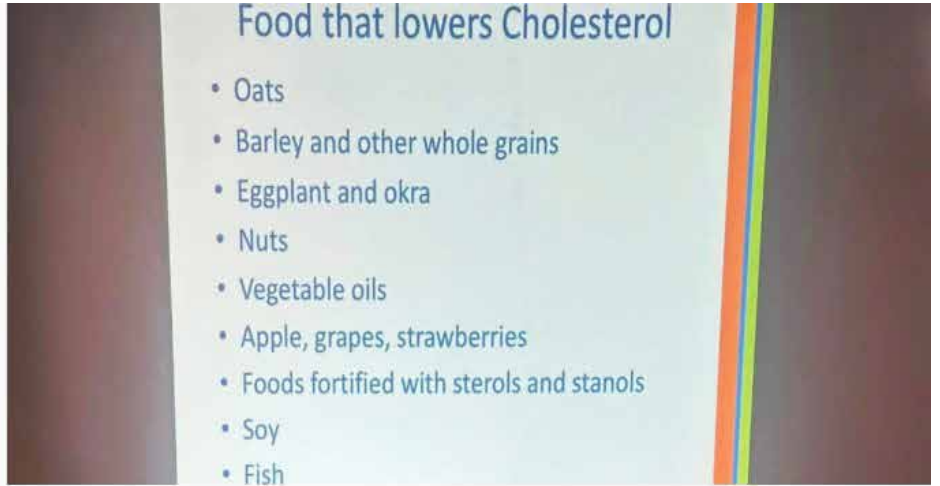 Food that lowers Cholesterol
• Oats
• Barley and other whole grains
• Eggplant and okra
• Nuts
• Vegetable oils
• Apple, grapes, strawberries
• Foods fortified with sterols and stanols
• Soy
• Fish